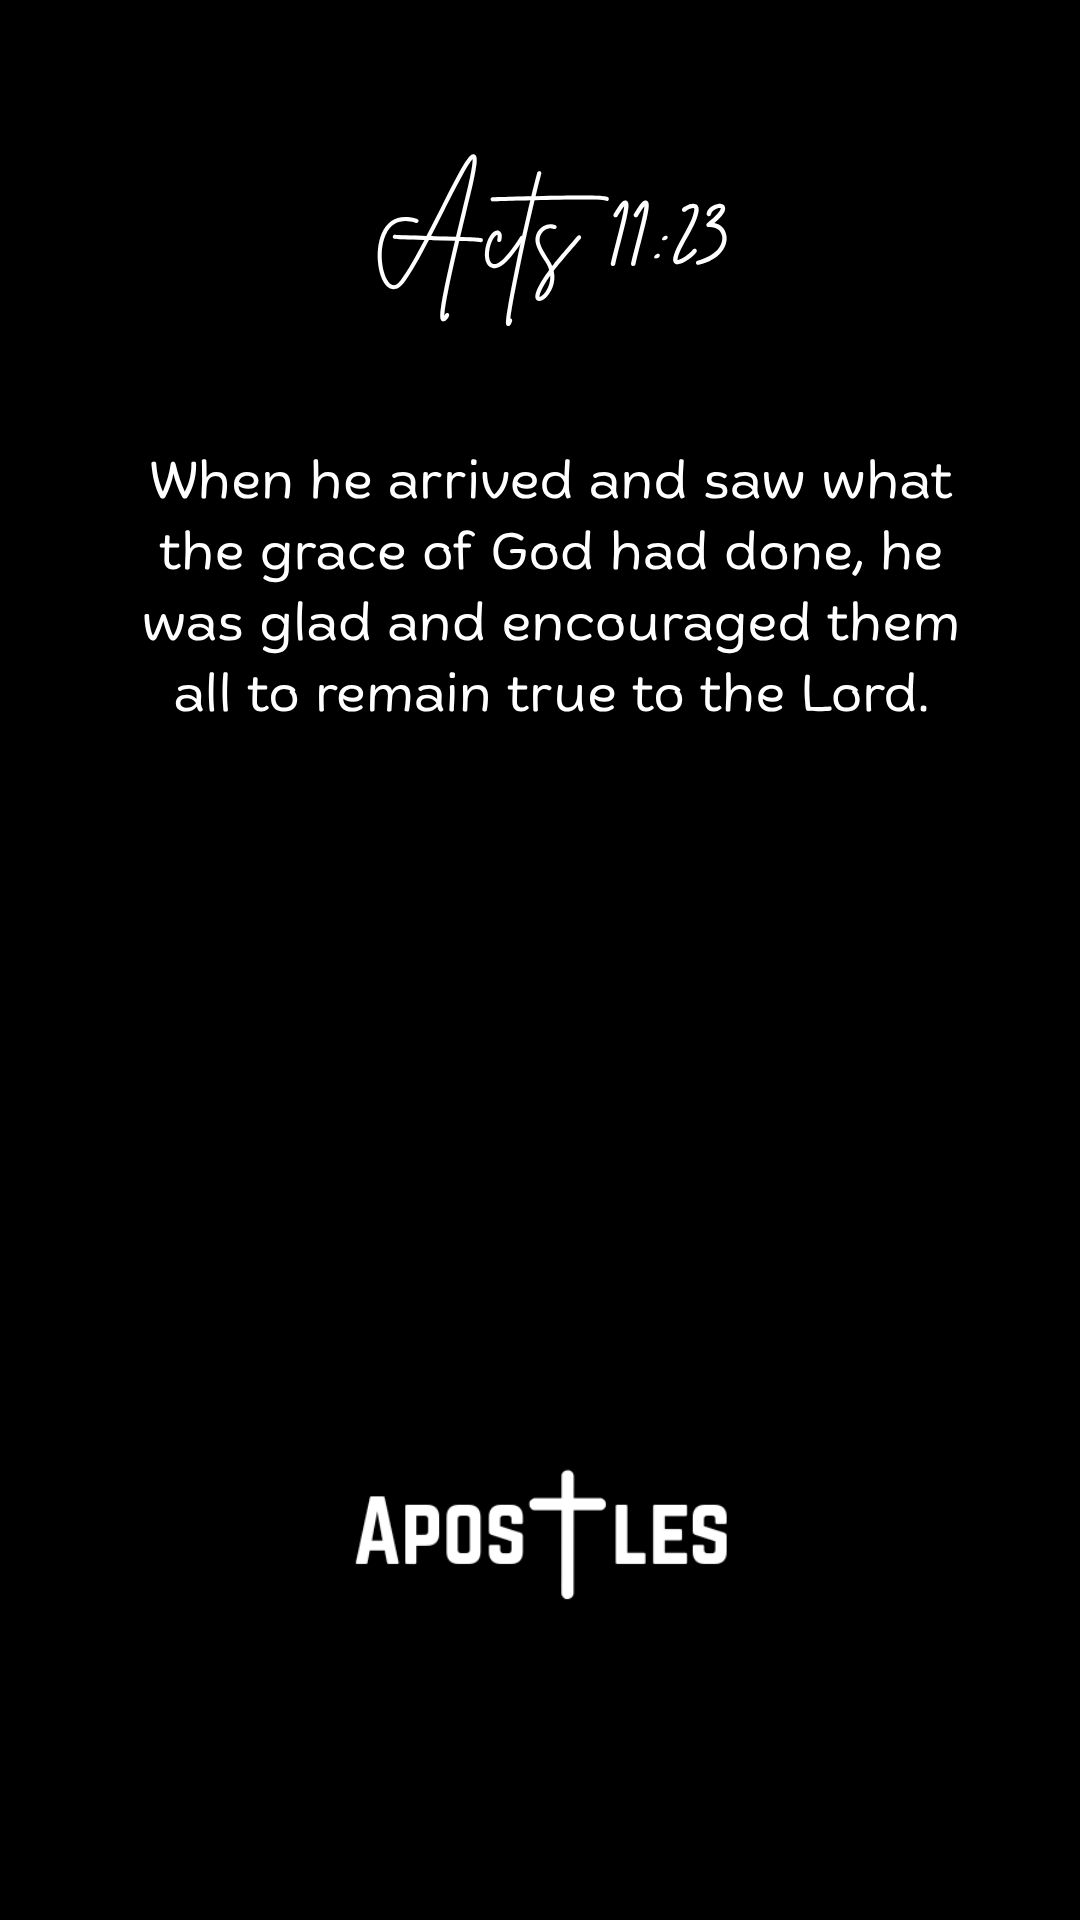 Acts 11:23
When he arrived and saw what
the grace of God had done, he
was glad and encouraged them
all to remain true to the Lord.
APOSTLES